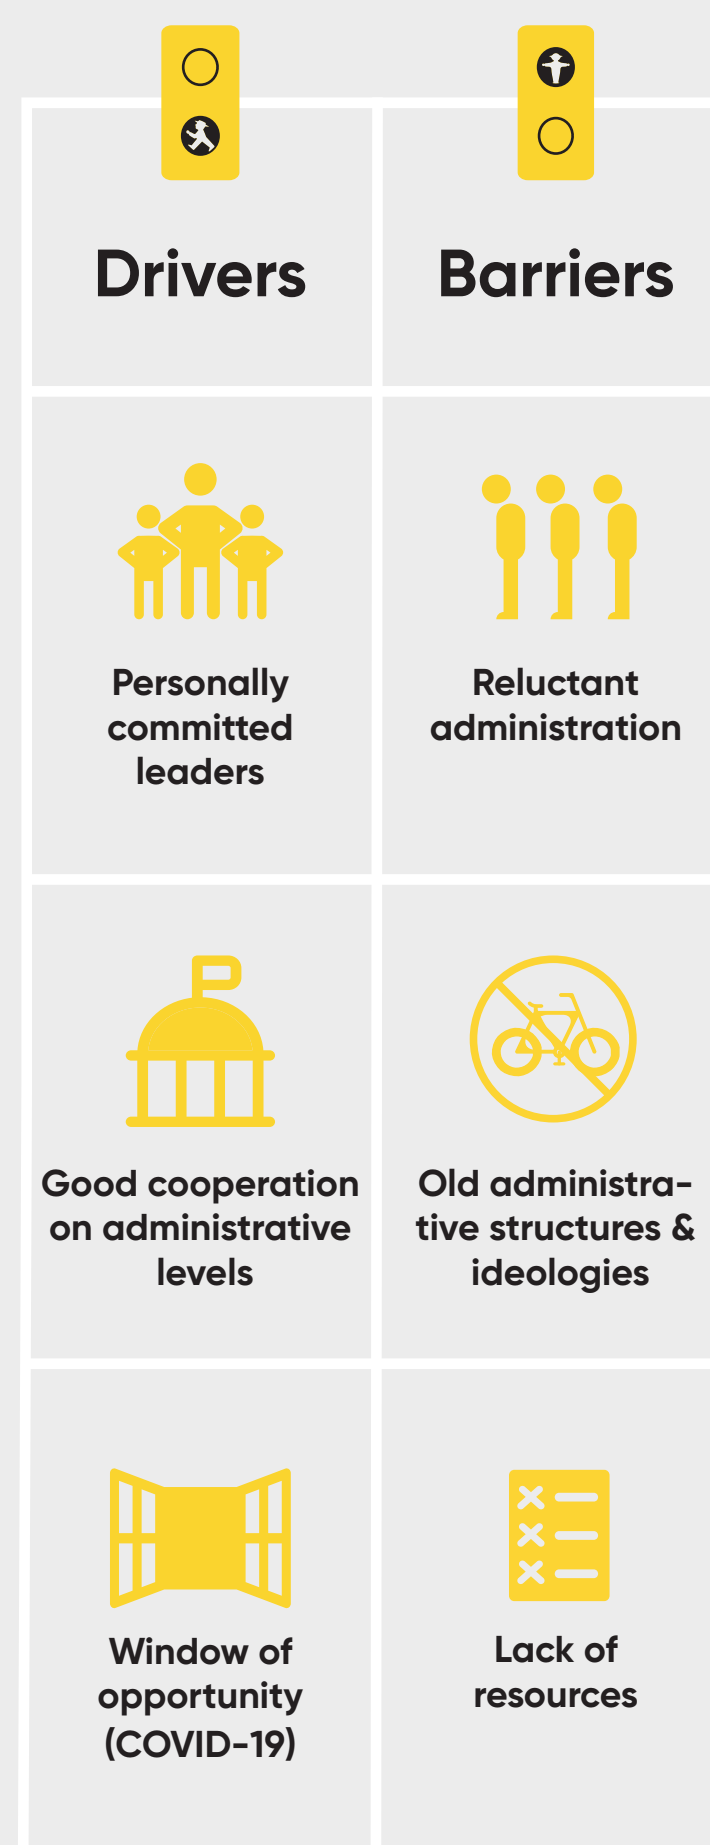 Drivers
Barriers
Personally
committed
leaders
Reluctant
administration
Good cooperation
on administrative
levels
Old administra-
tive structures &
ideologies
Window of
opportunity
(COVID-19)
Lack of
resources